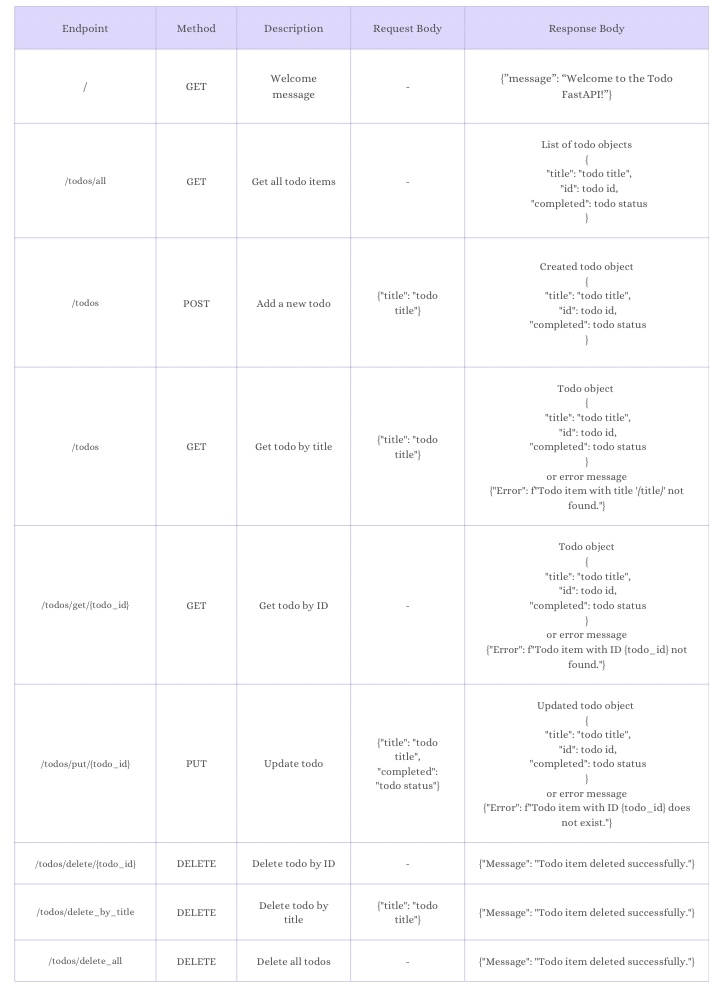 Endpoint
Method
Description
Request Body
Response Body
/
GET
Welcome
message
-
{"message": "Welcome to the Todo
FastAPI!"}
/todos/all
GET
Get all todo items
-
List of todo objects
{
"title": "todo title",
"id": todo id,
"completed": todo status
}
/todos
POST
Add a new todo
{"title": "todo
title"}
Created todo object
{
"title": "todo title",
"id": todo id,
"completed": todo status
}
/todos
GET
Get todo by title
{"title": "todo
title"}
Todo object
{
"title": "todo title",
"id": todo id,
"completed": todo status
}
or error message
{"Error": f"Todo item with title '/title/' not
found."}
/todos/get/{todo_id}
GET
Get todo by ID
-
Todo object
{
"title": "todo title",
"id": todo id,
"completed": todo status
}
or error message
{"Error": f"Todo item with ID {todo_id} not
found."}
/todos/put/{todo_id}
PUT
Update todo
{"title": "todo
title",
"completed":
"todo status"}
Updated todo object
{
"title": "todo title",
"id": todo id,
"completed": todo status
}
or error message
{"Error": f"Todo item with ID {todo_id} does
not exist."}
/todos/delete/{todo_id}
DELETE
Delete todo by ID
-
{"Message": "Todo item deleted successfully."}
/todos/delete_by_title
DELETE
Delete todo by
title
{"title": "todo
title"}
{"Message": "Todo item deleted successfully."}
/todos/delete_all
DELETE
Delete all todos
-
{"Message": "Todo item deleted successfully."}